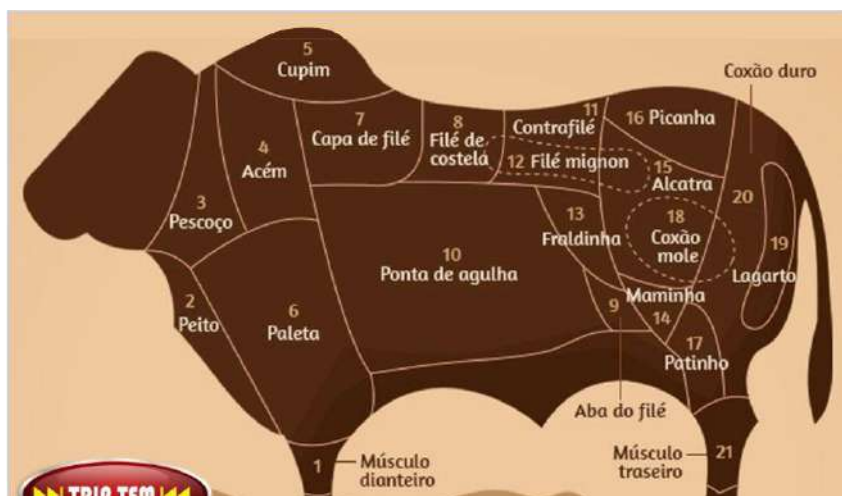 5
Cupim
Coxão duro
7
Capa de filé
8
Filé de
costela
11
Contrafilé
16 Picanha
4
Acém
12 Filé mignon
15
Alcatra
3
Pescoço
13
Fraldinha
18
Coxão
mole
20
19
Lagarto
10
Ponta de agulha
2
Peito
6
Paleta
9
Maminha
14
17
Patinho
Aba do filé
1
Músculo
dianteiro
Músculo
traseiro
21
TRIP TEM